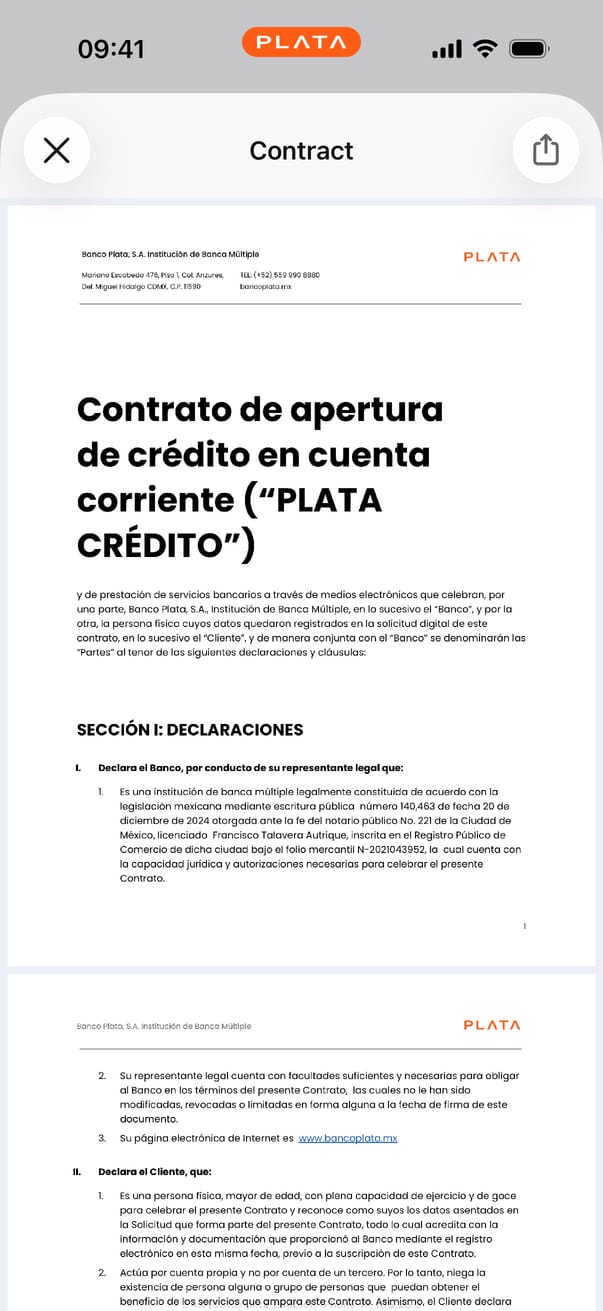 09:41
PLATA
Contract
Banco Plata, S.A. Institución de Banca Múltiple
PLATA
Mariano Escobedo 476, Piso 1, Col. Anzures,
TEL: (+52) 559 990 8880
Del. Miguel Hidalgo CDMX, C.P. 11590
bancoplata.mx
Contrato de apertura
de crédito en cuenta
corriente (“PLATA
CRÉDITO”)
y de prestación de servicios bancarios a través de medios electrónicos que celebran, por
una parte, Banco Plata, S.A., Institución de Banca Múltiple, en lo sucesivo el “Banco”, y por la
otra, la persona física cuyos datos quedaron registrados en la solicitud digital de este
contrato, en lo sucesivo el “Cliente”, y de manera conjunta con el “Banco” se denominarán las
“Partes” al tenor de las siguientes declaraciones y cláusulas:
SECCIÓN I: DECLARACIONES
I. Declara el Banco, por conducto de su representante legal que:
1. Es una institución de banca múltiple legalmente constituida de acuerdo con la
legislación mexicana mediante escritura pública número 140,463 de fecha 20 de
diciembre de 2024 otorgada ante la fe del notario público No. 221 de la Ciudad de
México, licenciado Francisco Talavera Autrique, inscrita en el Registro Público de
Comercio de dicha ciudad bajo el folio mercantil N-2021043952, la cual cuenta con
la capacidad jurídica y autorizaciones necesarias para celebrar el presente
Contrato.
1
Banco Plata, S.A. Institución de Banca Múltiple
PLATA
2. Su representante legal cuenta con facultades suficientes y necesarias para obligar
al Banco en los términos del presente Contrato, las cuales no le han sido
modificadas, revocadas o limitadas en forma alguna a la fecha de firma de este
documento.
3. Su página electrónica de Internet es www.bancoplata.mx
II. Declara el Cliente, que:
1. Es una persona física, mayor de edad, con plena capacidad de ejercicio y de goce
para celebrar el presente Contrato y reconoce como suyos los datos asentados en
la Solicitud que forma parte del presente Contrato, todo lo cual acredita con la
información y documentación que proporcionó al Banco mediante el registro
electrónico en esta misma fecha, previo a la suscripción de este Contrato.
2. Actúa por cuenta propia y no por cuenta de un tercero. Por lo tanto, niega la
existencia de persona alguna o grupo de personas que puedan obtener el
beneficio de los servicios que ampara este Contrato. Asimismo, el Cliente declara